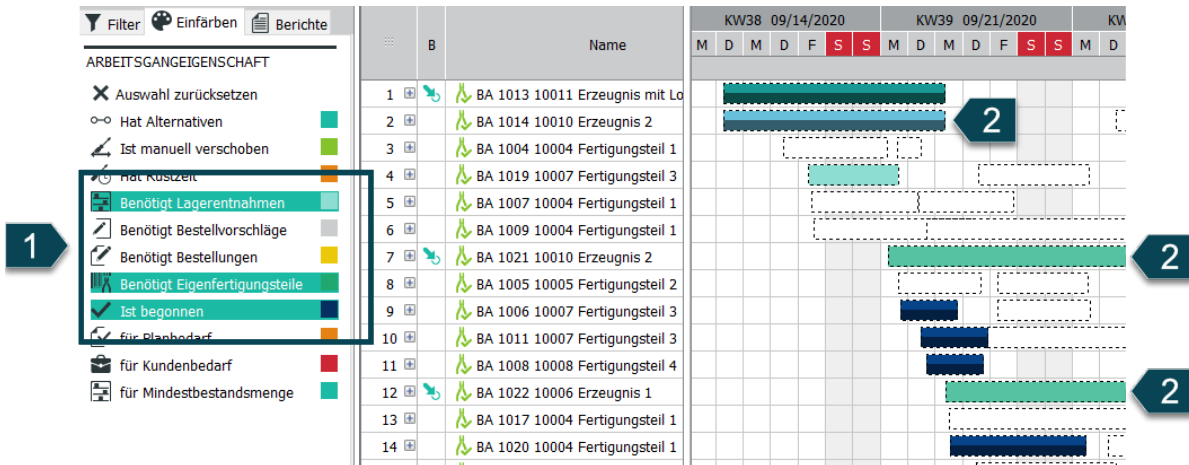 Filter Einfärben Berichte
ARBEITSGANGEIGENSCHAFT
Auswahl zurücksetzen
Hat Alternativen
Ist manuell verschoben
Hat Rüstzeit
Benötigt Lagerentnahmen
Benötigt Bestellvorschläge
Benötigt Bestellungen
Benötigt Eigenfertigungsteile
Ist begonnen
für Planbedarf
für Kundenbedarf
für Mindestbestandsmenge
1
B Name
KW38 09/14/2020 KW39 09/21/2020 KW
M D M D F S S M D M D F S S M D
1 BA 1013 10011 Erzeugnis mit Lo
2 BA 1014 10010 Erzeugnis 2
3 BA 1004 10004 Fertigungsteil 1
4 BA 1019 10007 Fertigungsteil 3
5 BA 1007 10004 Fertigungsteil 1
6 BA 1009 10004 Fertigungsteil 1
7 BA 1021 10010 Erzeugnis 2
8 BA 1005 10005 Fertigungsteil 2
9 BA 1006 10007 Fertigungsteil 3
10 BA 1011 10007 Fertigungsteil 3
11 BA 1008 10008 Fertigungsteil 4
12 BA 1022 10006 Erzeugnis 1
13 BA 1017 10004 Fertigungsteil 1
14 BA 1020 10004 Fertigungsteil 1
2
2
2